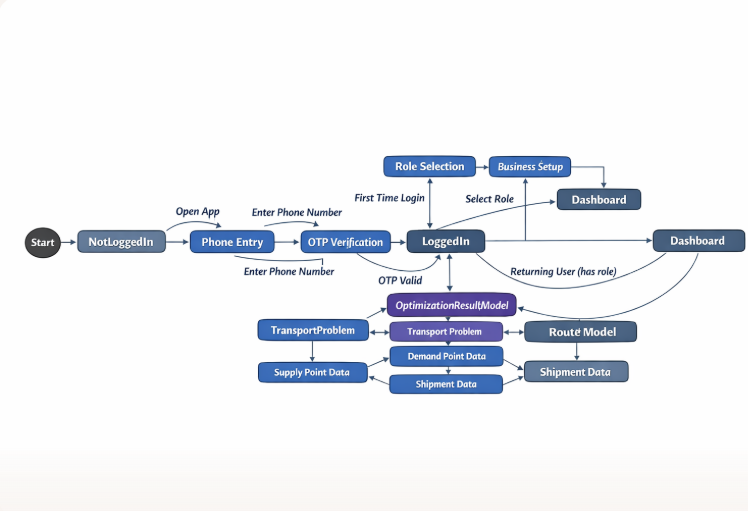 Role Selection
Business Setup
First Time Login
Select Role
Dashboard
Open App
Enter Phone Number
Start
NotLoggedIn
Phone Entry
OTP Verification
LoggedIn
Dashboard
Enter Phone Number
OTP Valid
Returning User (has role)
OptimizationResultModel
TransportProblem
Transport Problem
Route Model
Demand Point Data
Supply Point Data
Shipment Data
Shipment Data